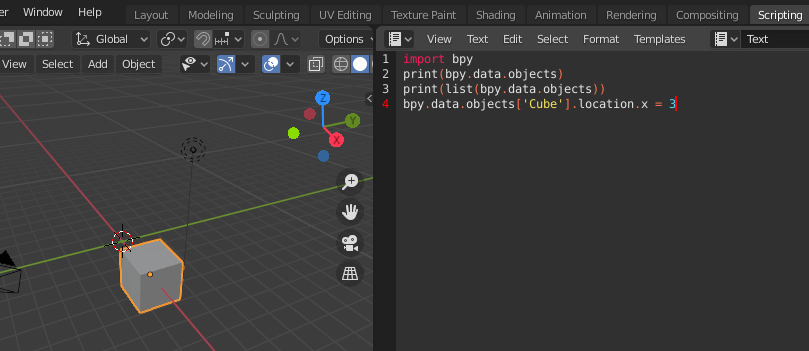 er Window Help Layout Modeling Sculpting UV Editing Texture Paint Shading Animation Rendering Compositing Scripting
Global Options View Text Edit Select Format Templates Text
View Select Add Object
Z
Y
X
1 import bpy
2 print(bpy.data.objects)
3 print(list(bpy.data.objects))
4 bpy.data.objects['Cube'].location.x = 3